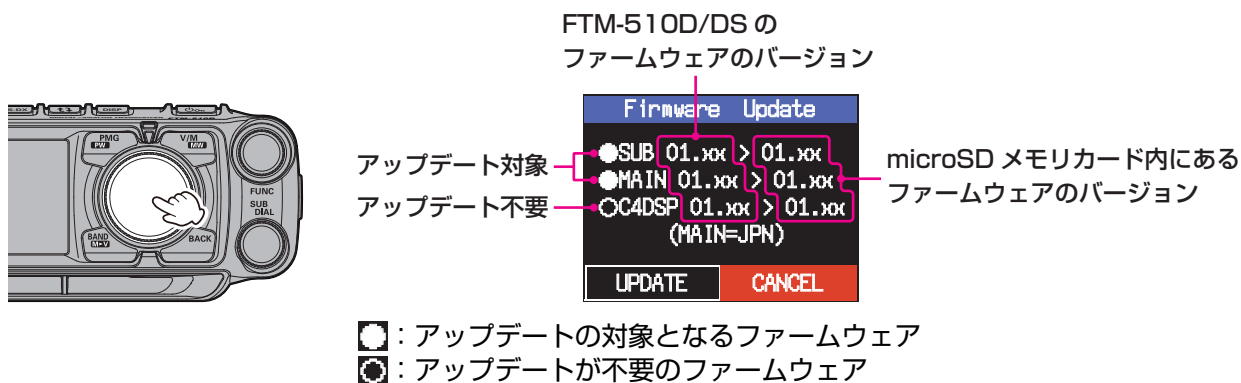 FTM-510D/DS の
ファームウェアのバージョン
DX
DISP
PMG
PW
V/M
MW
FUNC
SUB
DIAL
BAND
M▸V
BACK
Firmware Update
アップデート対象
SUB 01.xx > 01.xx
MAIN 01.xx > 01.xx
アップデート不要
C4DSP 01.xx > 01.xx
(MAIN=JPN)
UPDATE CANCEL
microSD メモリカード内にある
ファームウェアのバージョン
：アップデートの対象となるファームウェア
：アップデートが不要のファームウェア